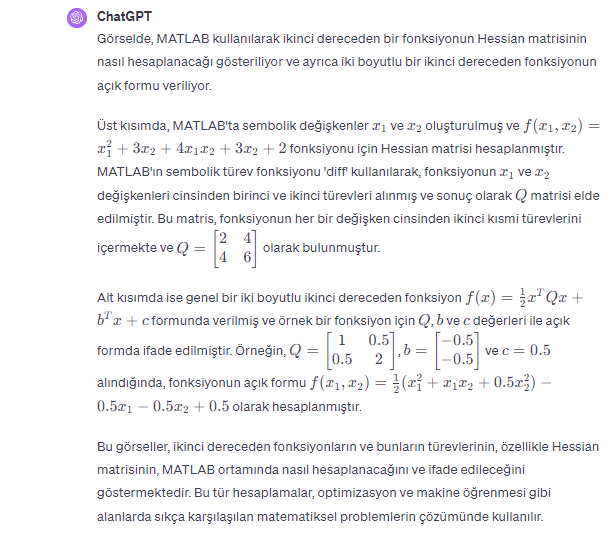 ChatGPT
Görselde, MATLAB kullanılarak ikinci dereceden bir fonksiyonun Hessian matrisinin
nasıl hesaplanacağı gösteriliyor ve ayrıca iki boyutlu bir ikinci dereceden fonksiyonun
açık formu veriliyor.
Üst kısımda, MATLAB'ta sembolik değişkenler x₁ ve x₂ oluşturulmuş ve f(x₁, x₂) =
x₁² + 3x₂ + 4x₁x₂ + 3x₂ + 2 fonksiyonu için Hessian matrisi hesaplanmıştır.
MATLAB'ın sembolik türev fonksiyonu 'diff' kullanılarak, fonksiyonun x₁ ve x₂
değişkenleri cinsinden birinci ve ikinci türevleri alınmış ve sonuç olarak Q matrisi elde
edilmiştir. Bu matris, fonksiyonun her bir değişken cinsinden ikinci kısmi türevlerini
içermekte ve Q = [2 4; 4 6] olarak bulunmuştur.
Alt kısımda ise genel bir iki boyutlu ikinci dereceden fonksiyon f(x) = ½xᵀQx +
bᵀx + c formunda verilmiş ve örnek bir fonksiyon için Q, b ve c değerleri ile açık
formda ifade edilmiştir. Örneğin, Q = [1 0.5; 0.5 2], b = [−0.5; −0.5] ve c = 0.5
alındığında, fonksiyonun açık formu f(x₁, x₂) = ½(x₁² + x₁x₂ + 0.5x₂²) −
0.5x₁ − 0.5x₂ + 0.5 olarak hesaplanmıştır.
Bu görseller, ikinci dereceden fonksiyonların ve bunların türevlerinin, özellikle Hessian
matrisinin, MATLAB ortamında nasıl hesaplanacağını ve ifade edileceğini
göstermektedir. Bu tür hesaplamalar, optimizasyon ve makine öğrenmesi gibi
alanlarda sıkça karşılaşılan matematiksel problemlerin çözümünde kullanılır.